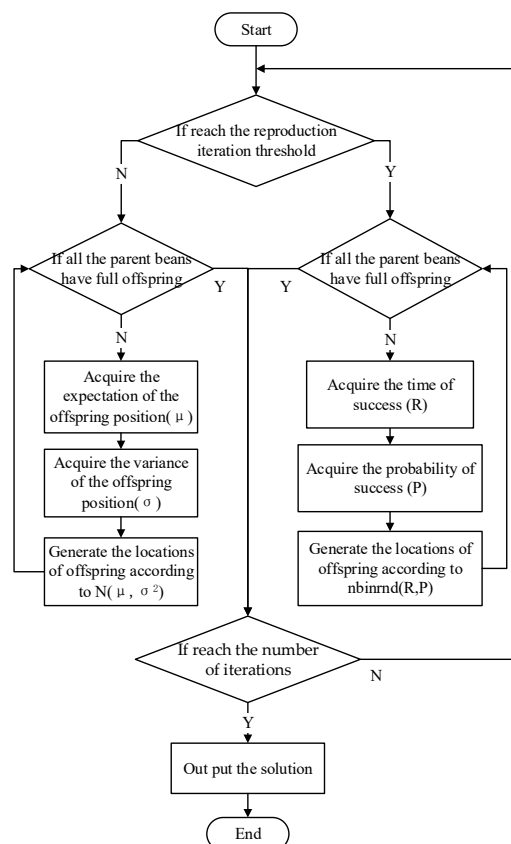 Start
If reach the reproduction
iteration threshold
N
Y
If all the parent beans
have full offspring
If all the parent beans
have full offspring
Y
Y
N
N
Acquire the
expectation of the
offspring position( μ )
Acquire the time of
success (R)
Acquire the variance
of the offspring
position( σ )
Acquire the probability of
success (P)
Generate the locations
of offspring according
to N( μ , σ ²)
Generate the locations of
offspring according to
nbinrnd(R,P)
If reach the number
of iterations
N
Y
Out put the solution
End